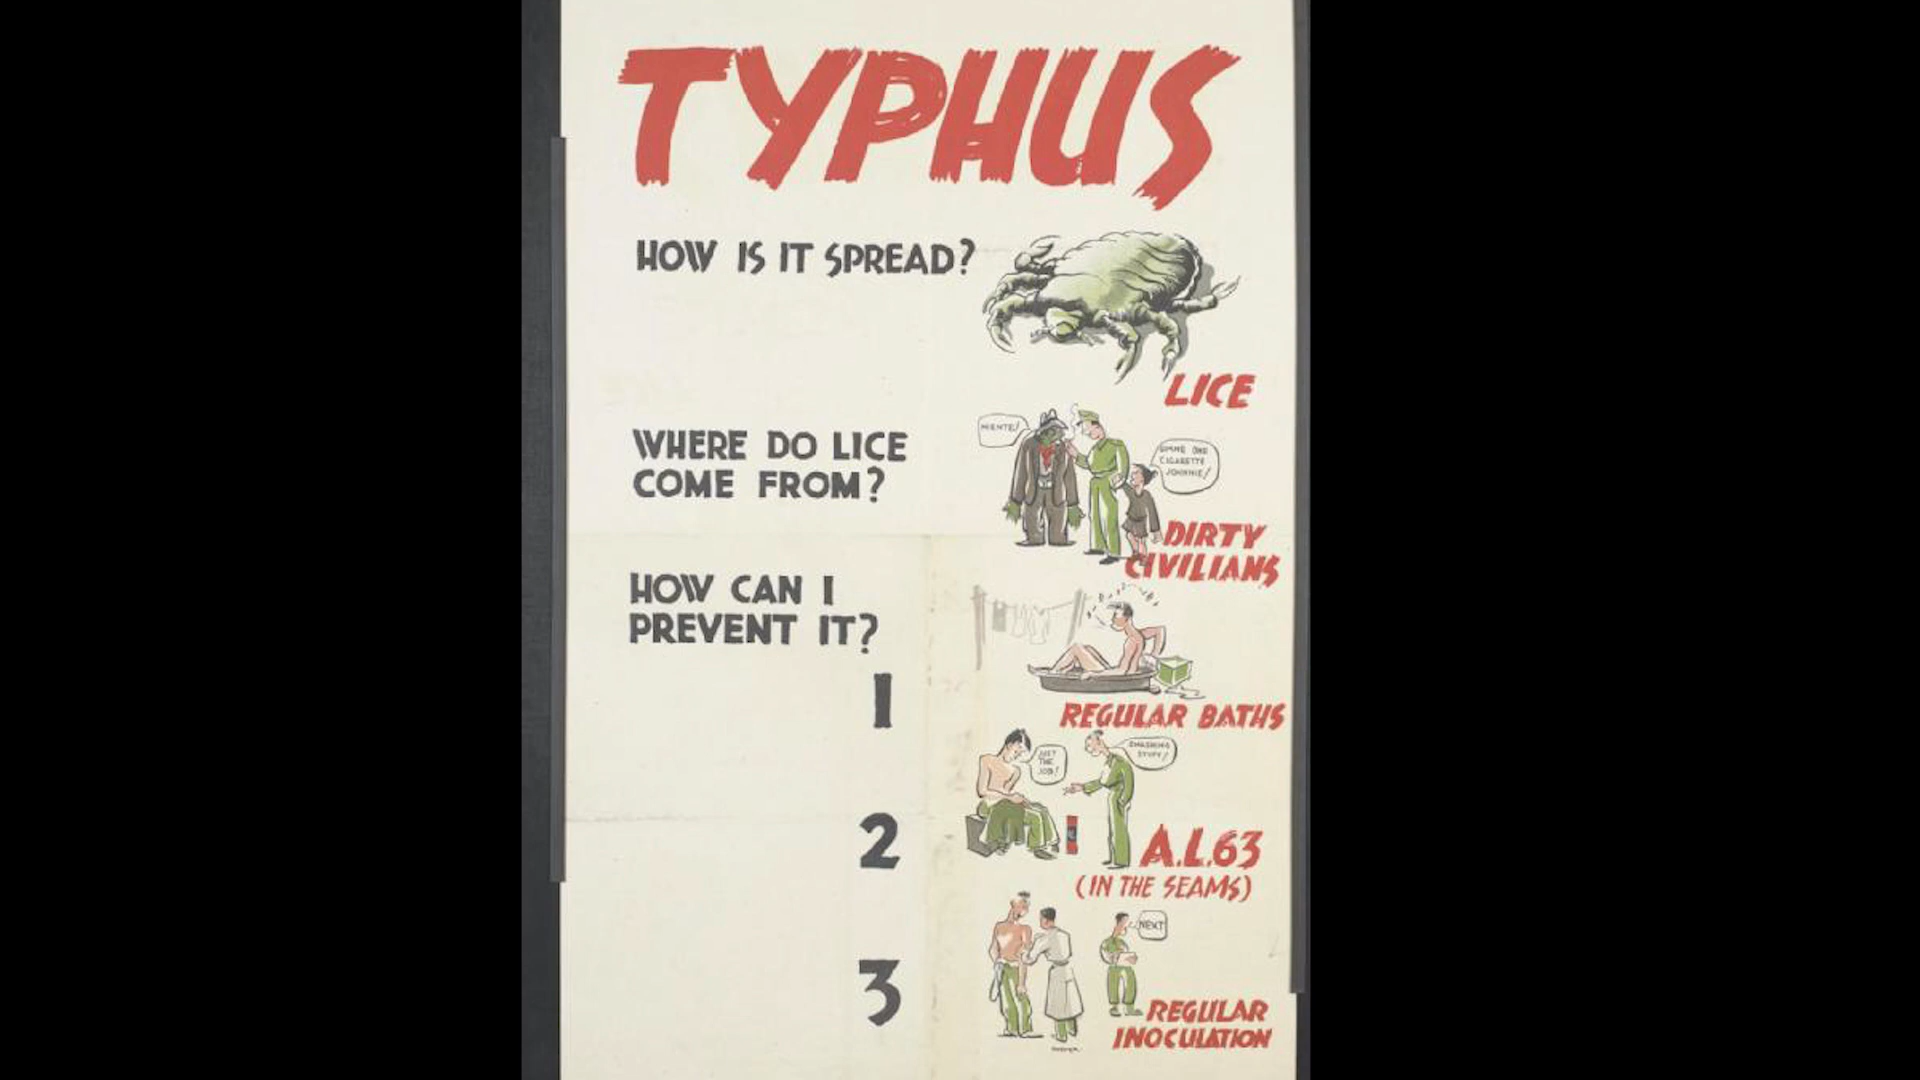 TYPHUS
HOW IS IT SPREAD?
LICE
WHERE DO LICE
COME FROM?
NIENTE!
GIMME ONE
CIGARETTE
JOHNNIE!
DIRTY
CIVILIANS
HOW CAN I
PREVENT IT?
1
REGULAR BATHS
2
JUST
THE
JOB!
SMASHING
STUFF!
A.L.63
(IN THE SEAMS)
3
NEXT
REGULAR
INOCULATION